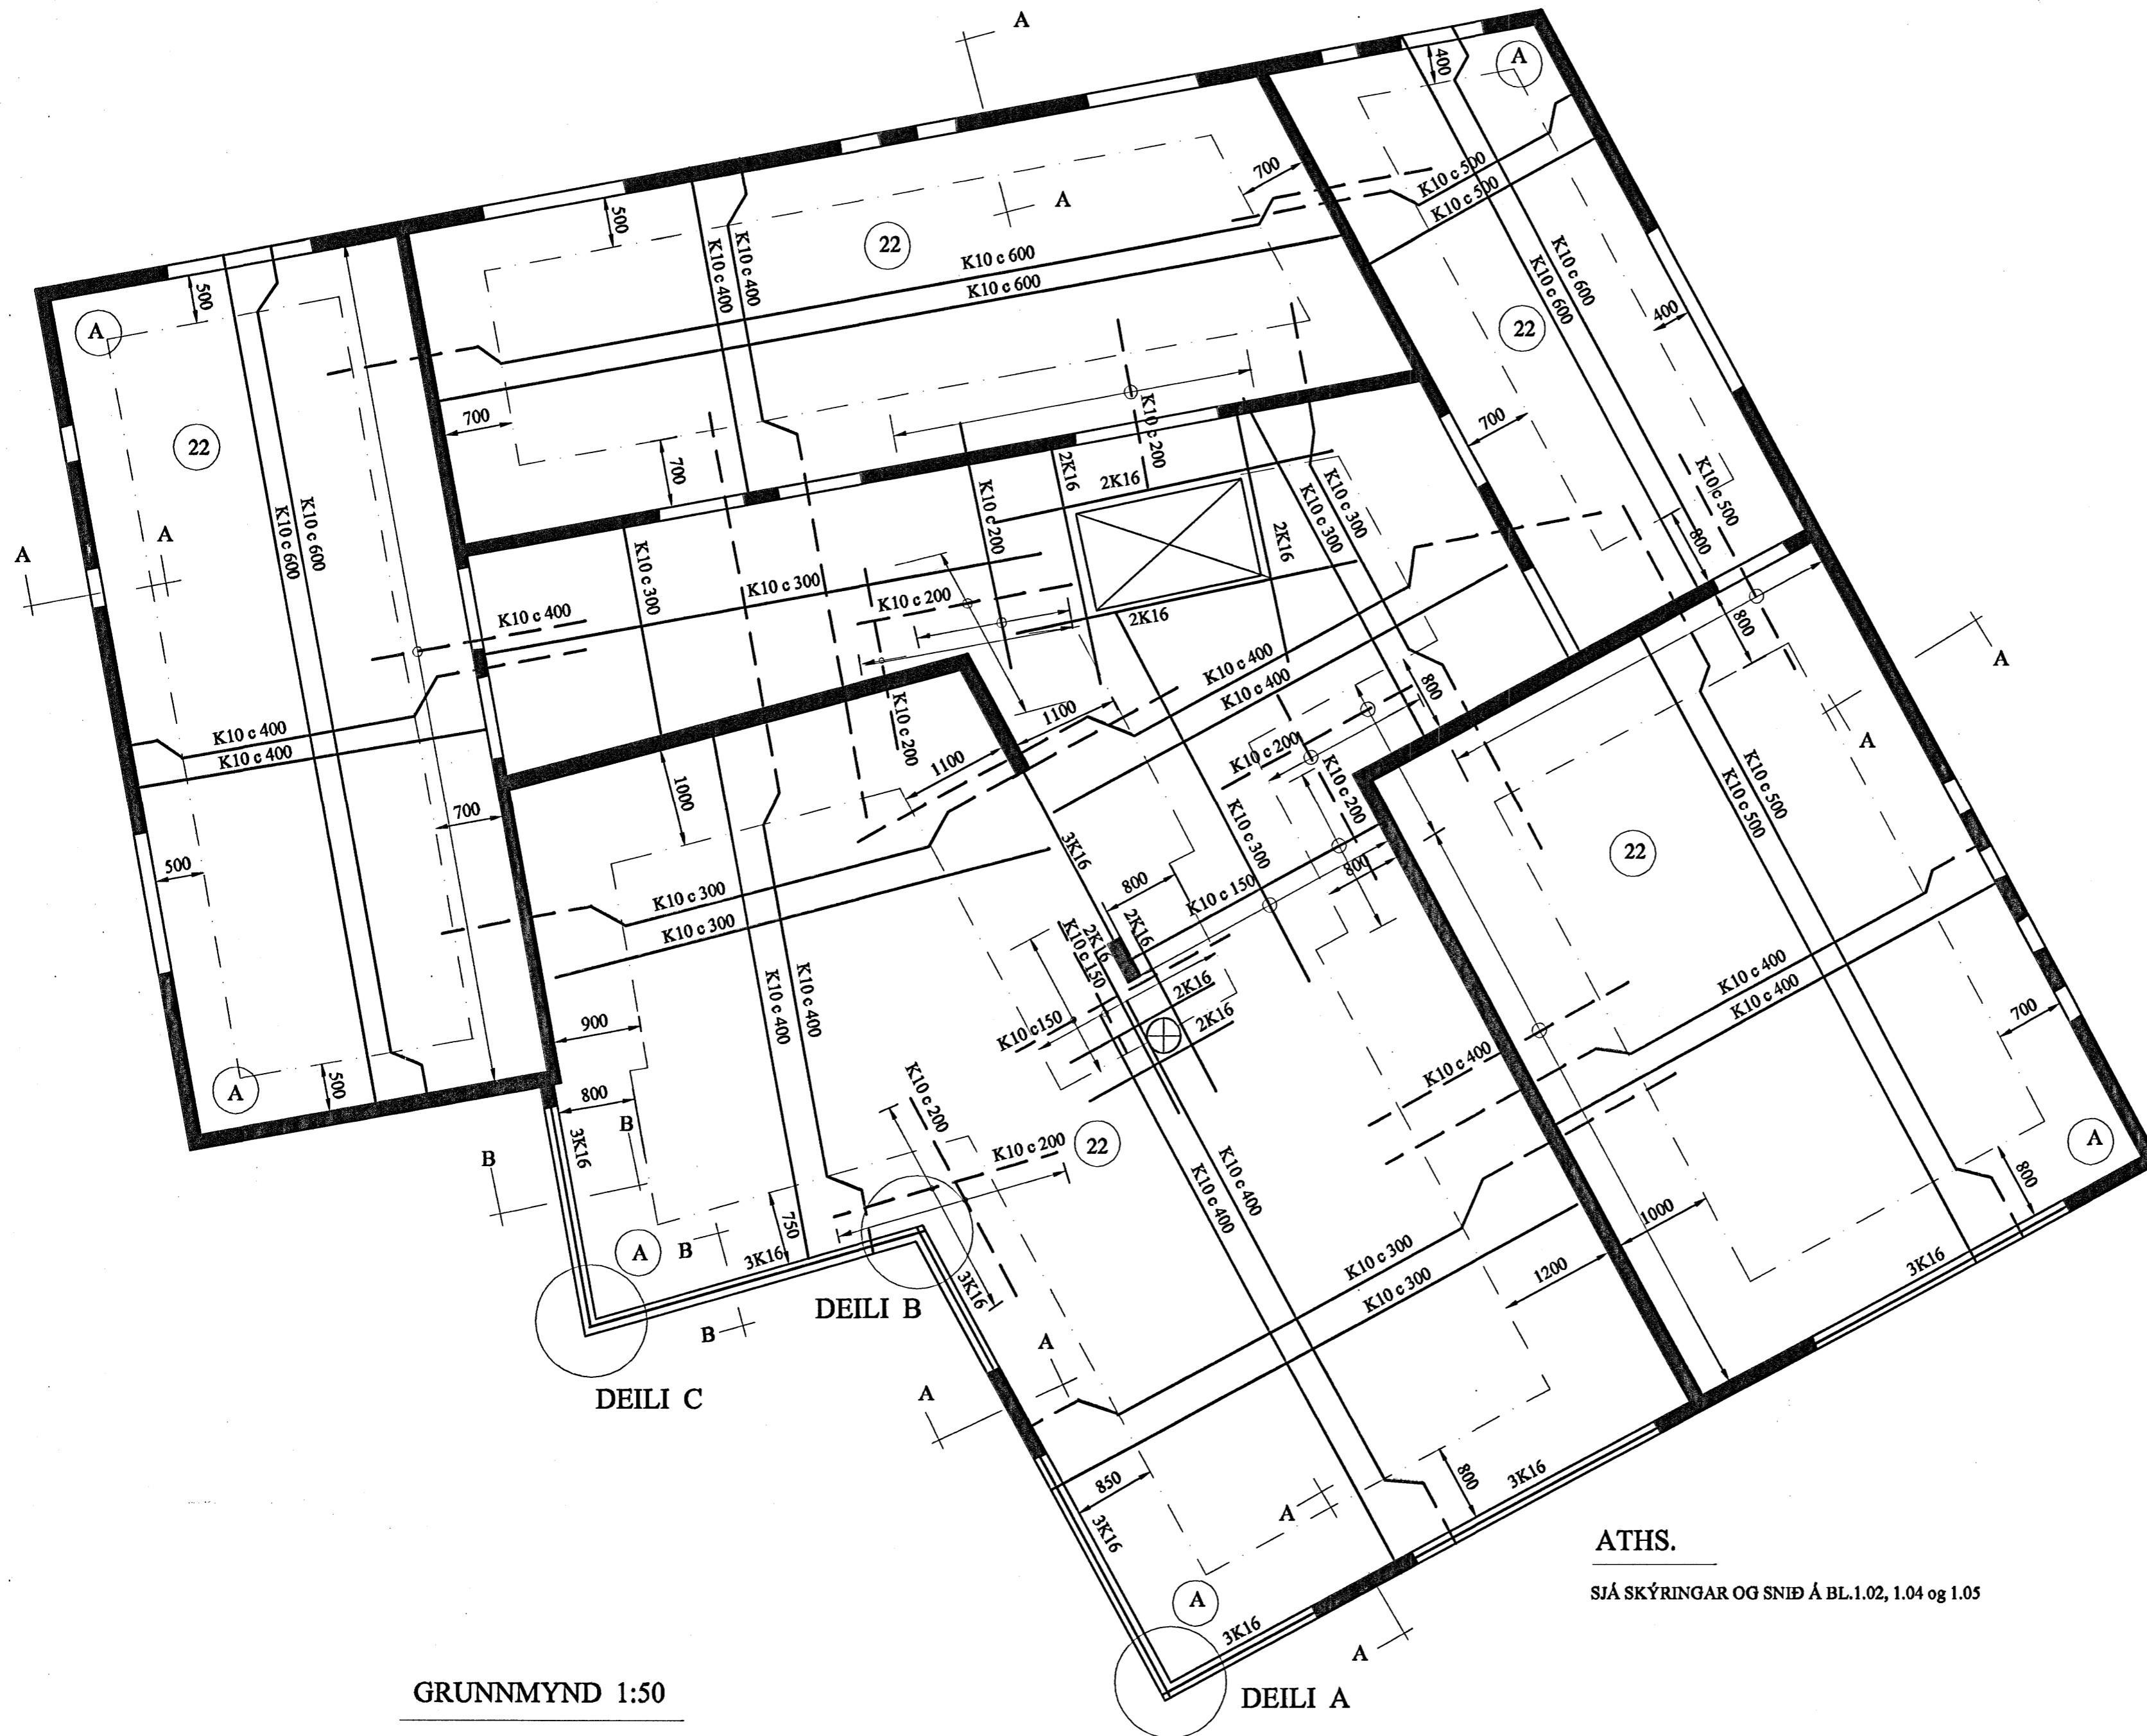 A
A
400
K10 c 500
K10 c 500
700
A
500
22
K10 c 400
K10 c 400
K10 c 600
K10 c 600
K10 c 600
K10 c 600
22
400
500
A
22
700
700
K10 c 200
700
K10 c 500
800
2K16
2K16
K10 c 200
K10 c 300
K10 c 300
2K16
K10 c 600
K10 c 600
A
A
K10 c 300
K10 c 300
K10 c 200
K10 c 400
2K16
800
A
A
K10 c 400
K10 c 400
800
K10 c 400
K10 c 400
1100
1100
K10 c 200
1000
K10 c 200
K10 c 200
K10 c 500
K10 c 500
700
500
3K16
K10 c 300
22
800
800
K10 c 150
K10 c 300
K10 c 300
2K16
2K16
K10 c 150
K10 c 400
K10 c 400
K10 c 400
K10 c 400
2K16
2K16
K10 c 150
900
700
K10 c 400
500
A
800
B
3K16
B
K10 c 200
K10 c 200
22
A
800
K10 c 400
K10 c 400
1000
1200
750
A
B
3K16
3K16
K10 c 300
K10 c 300
3K16
DEILI B
B
A
DEILI C
A
850
800
3K16
3K16
A
A
3K16
A
DEILI A
ATHS.
SJÁ SKÝRINGAR OG SNIÐ Á BL.1.02, 1.04 og 1.05
GRUNNMYND 1:50